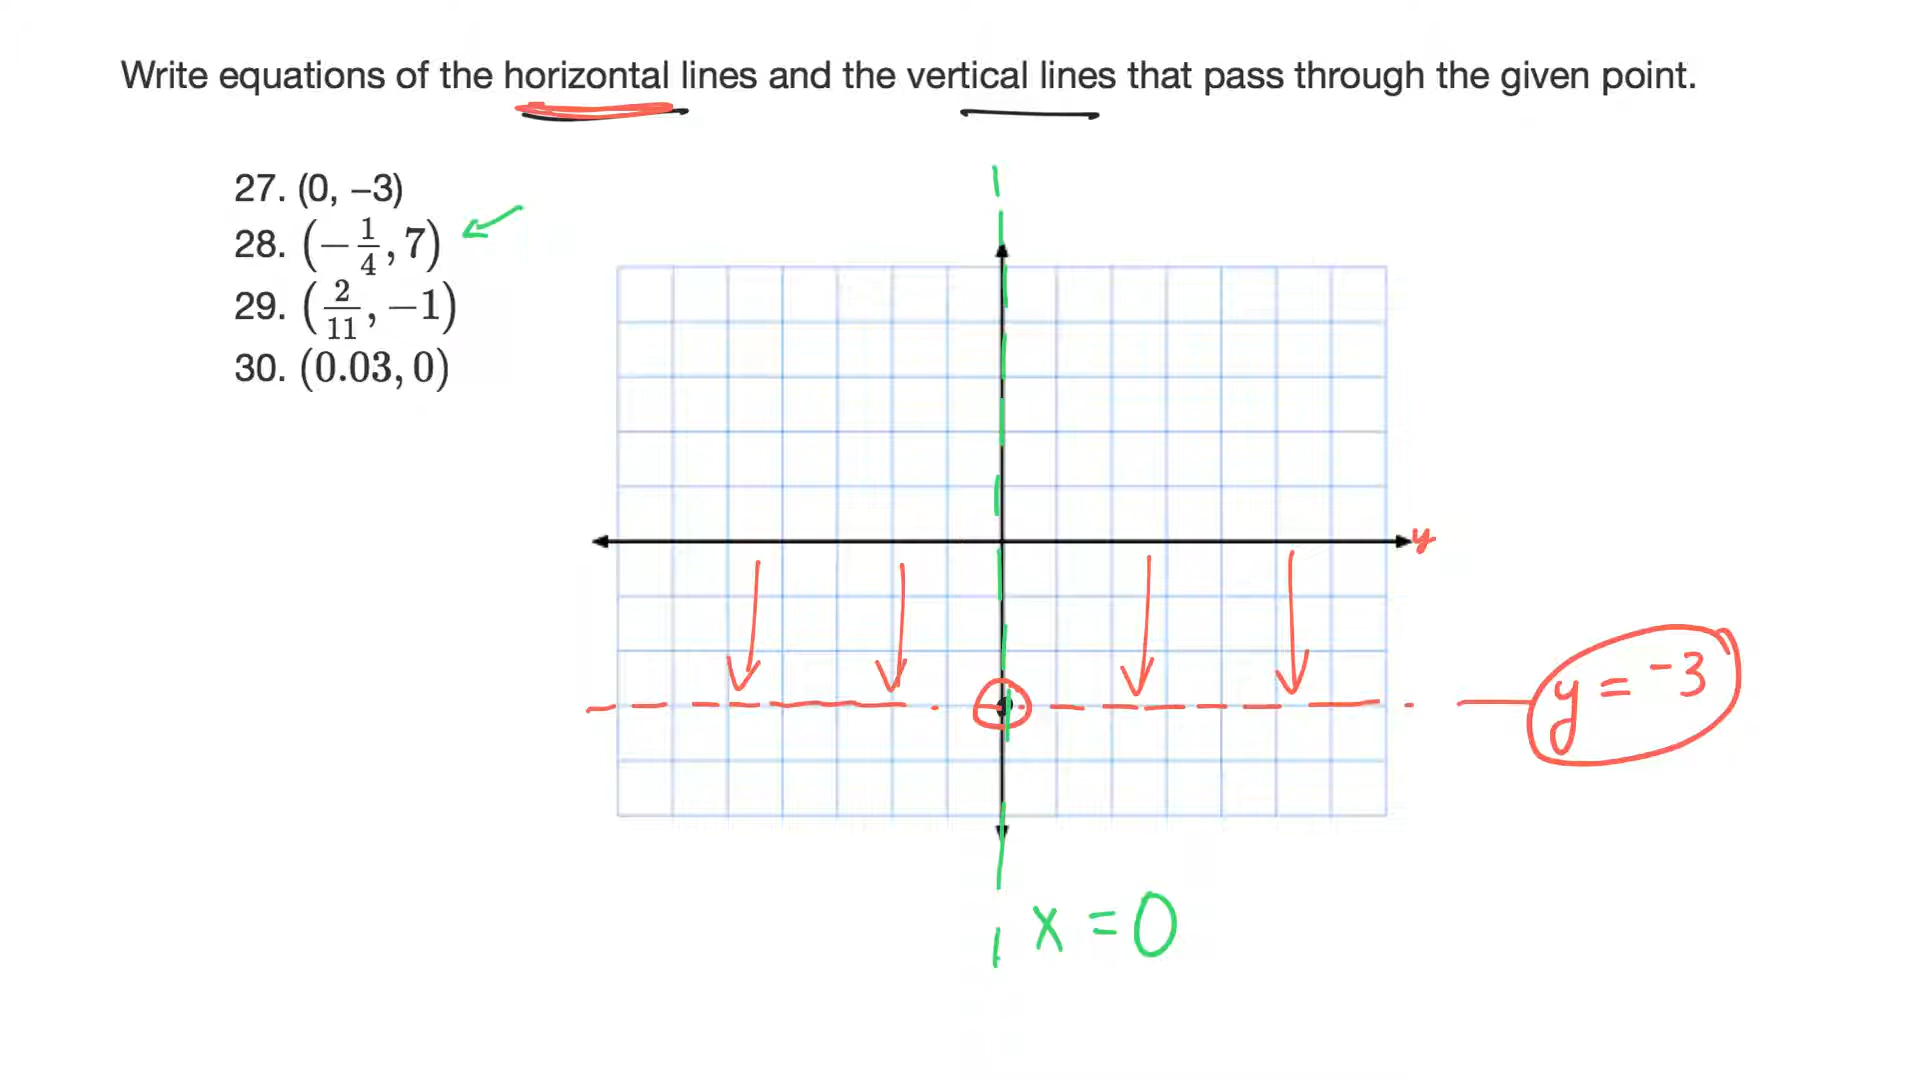 Write equations of the horizontal lines and the vertical lines that pass through the given point.
27. (0, −3)
28. (−1/4, 7)
29. (2/11, −1)
30. (0.03, 0)
y
y = -3
x = 0